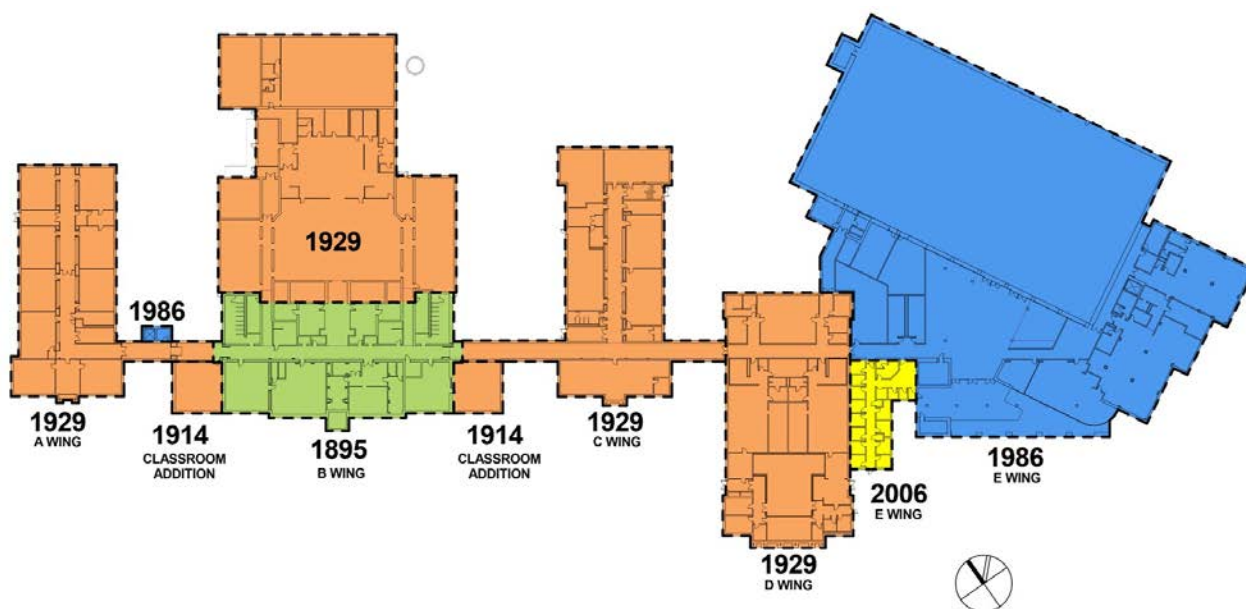 1929
1986
1929
A WING
1914
CLASSROOM
ADDITION
1895
B WING
1914
CLASSROOM
ADDITION
1929
C WING
1929
D WING
2006
E WING
1986
E WING